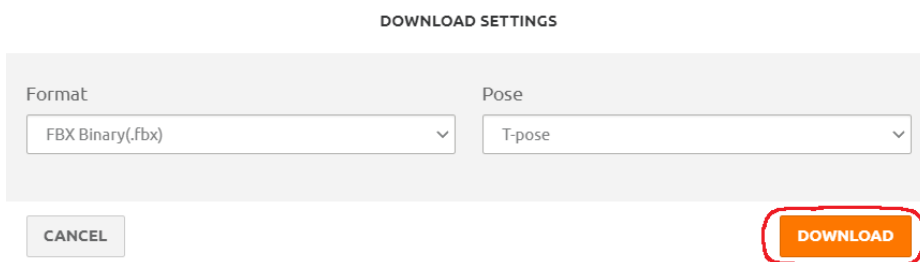 DOWNLOAD SETTINGS
Format
Pose
FBX Binary(.fbx)
T-pose
CANCEL
DOWNLOAD